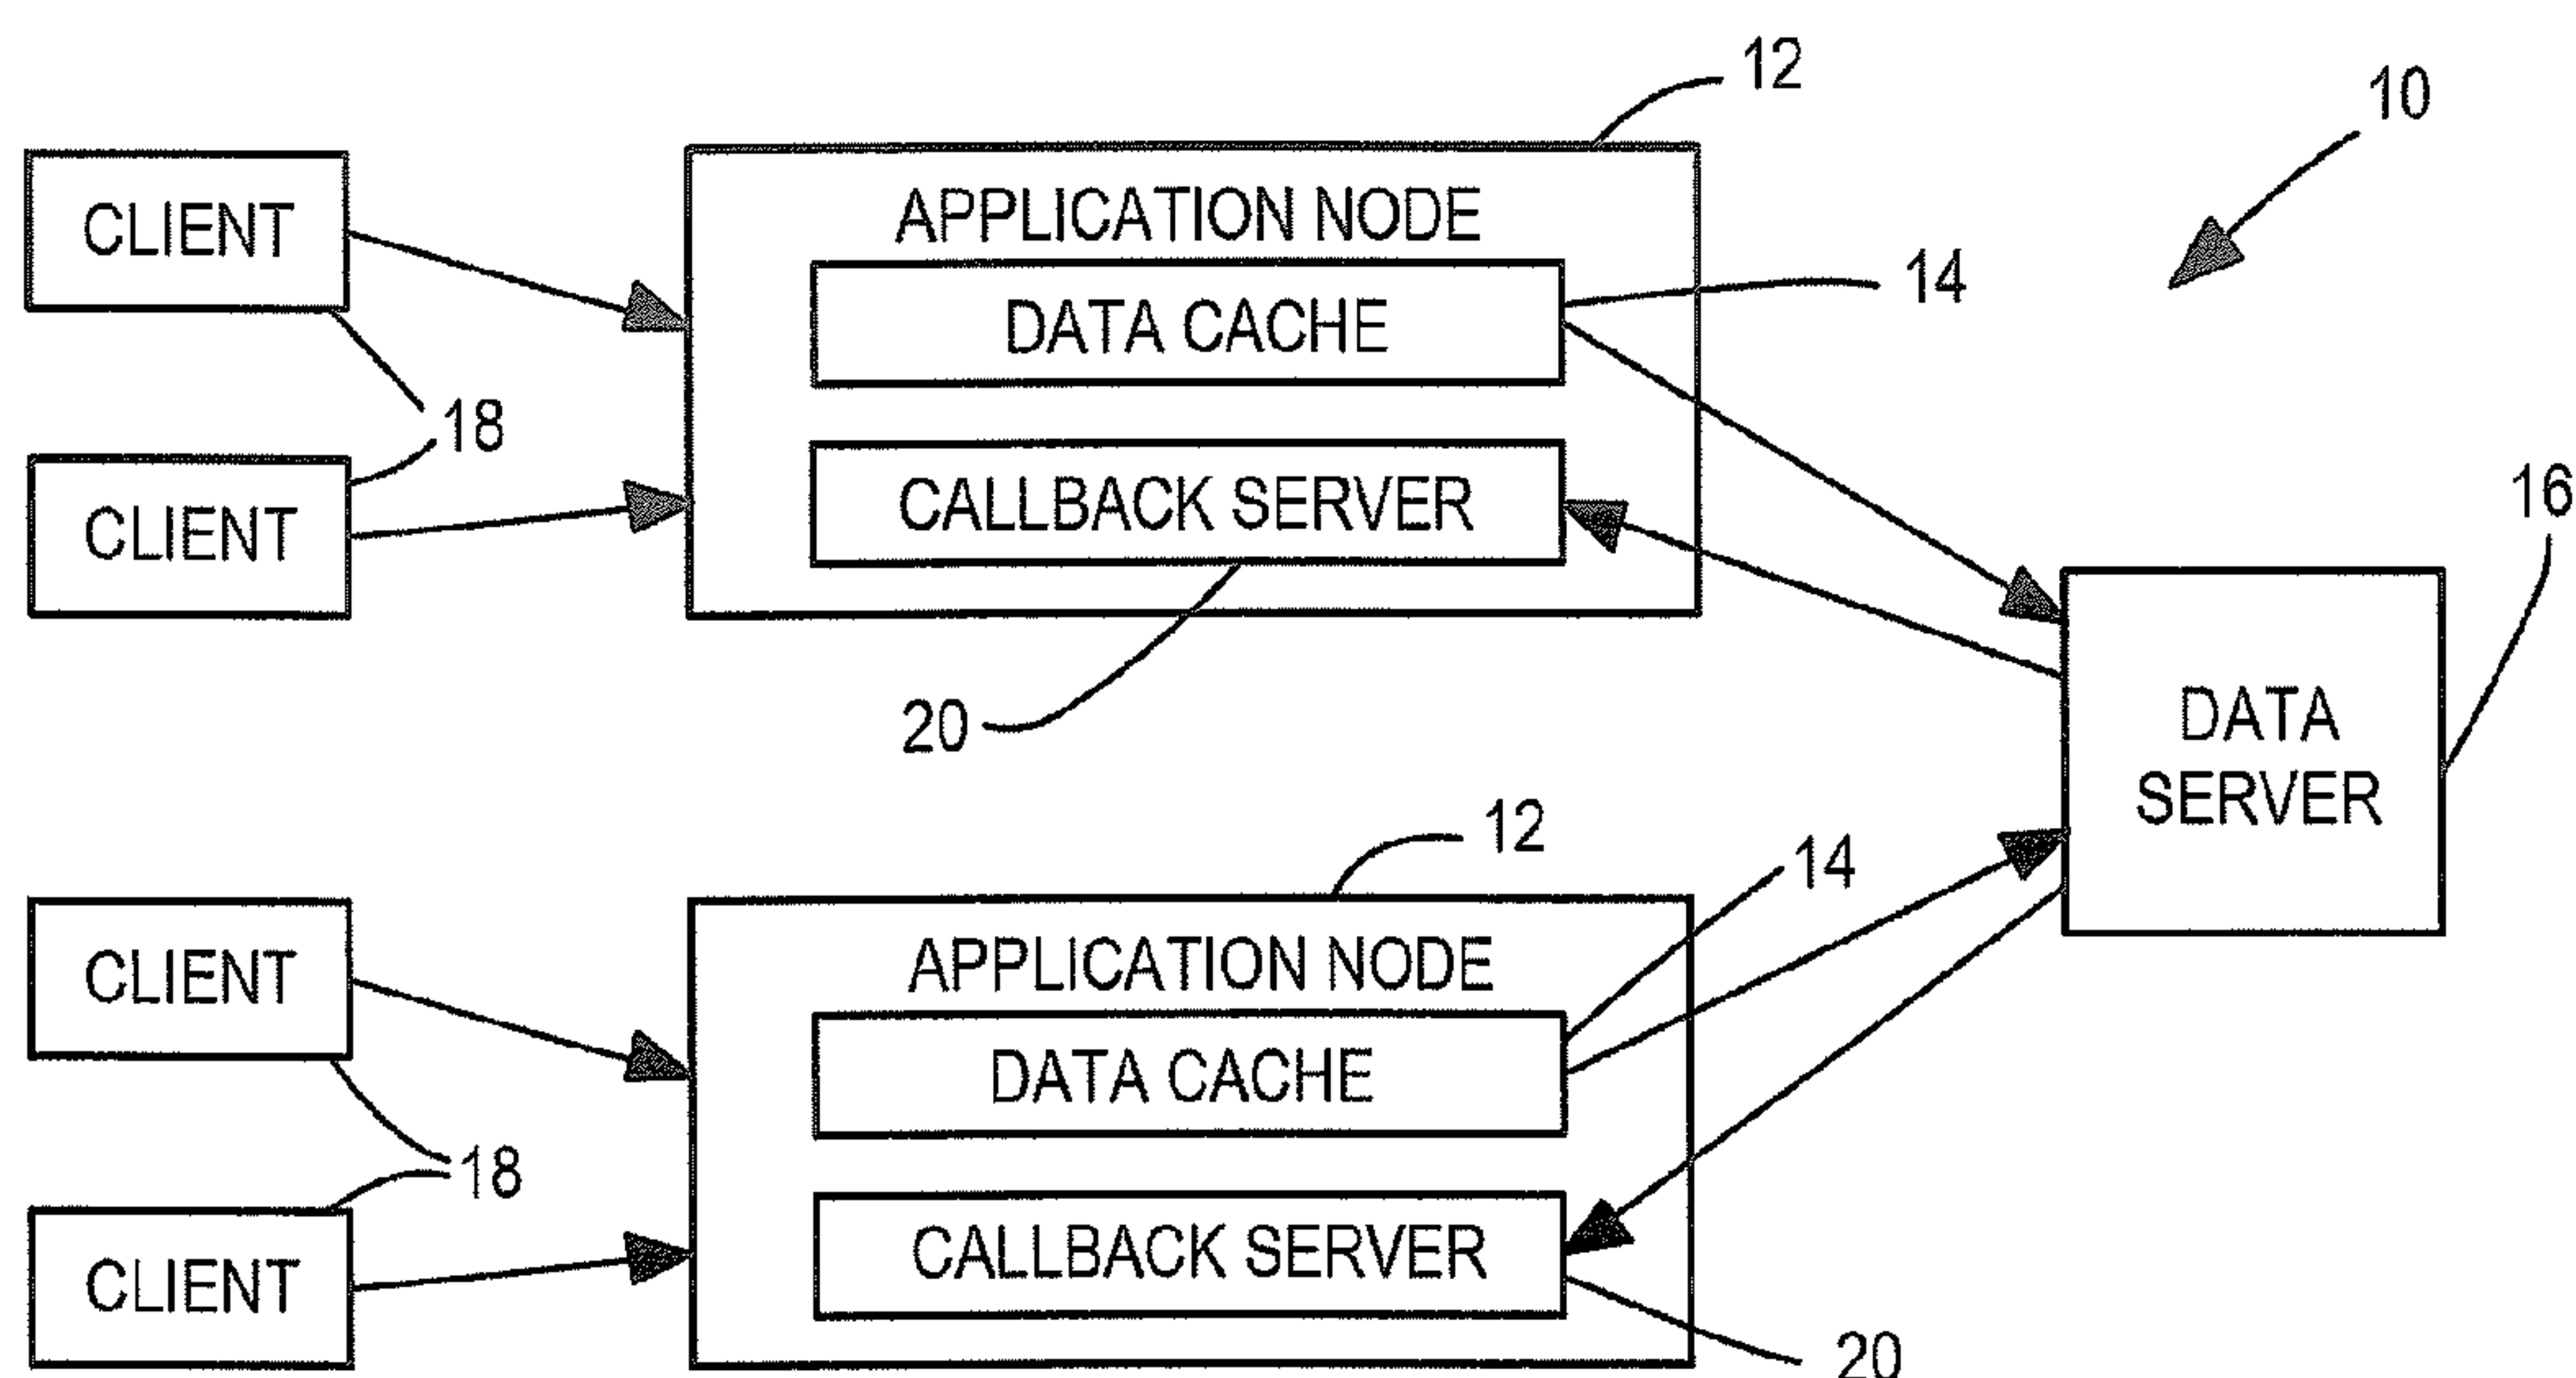 12
10
CLIENT
APPLICATION NODE
14
DATA CACHE
18
CLIENT
CALLBACK SERVER
16
20
DATA
SERVER
12
14
CLIENT
APPLICATION NODE
DATA CACHE
18
CLIENT
CALLBACK SERVER
20